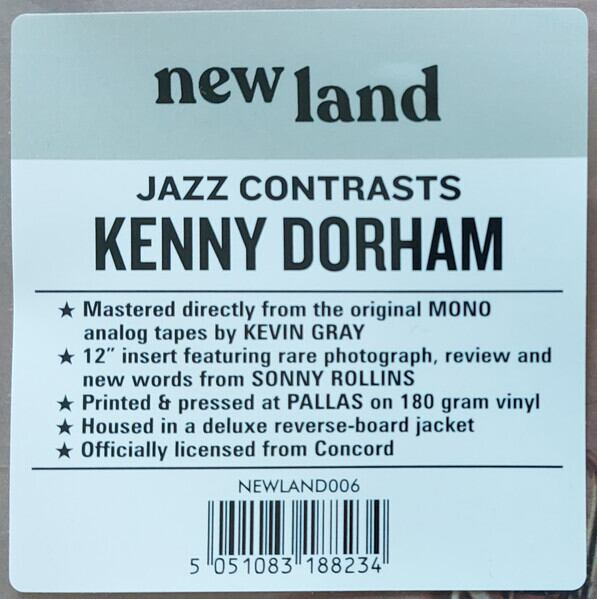 new land
JAZZ CONTRASTS
KENNY DORHAM
★ Mastered directly from the original MONO
analog tapes by KEVIN GRAY
★ 12” insert featuring rare photograph, review and
new words from SONNY ROLLINS
★ Printed & pressed at PALLAS on 180 gram vinyl
★ Housed in a deluxe reverse-board jacket
★ Officially licensed from Concord
NEWLAND006
5 051083 188234